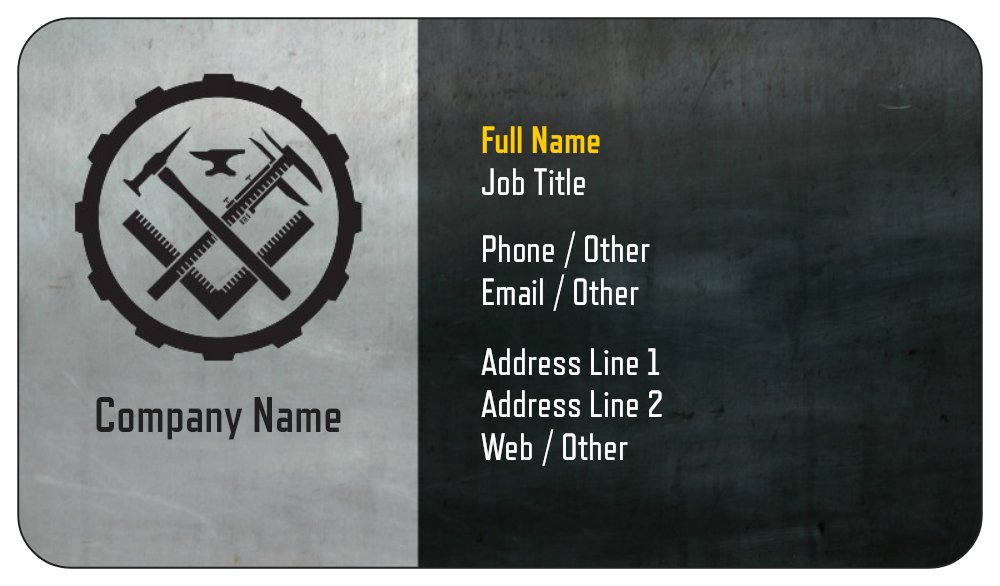 Company Name
Full Name
Job Title
Phone / Other
Email / Other
Address Line 1
Address Line 2
Web / Other